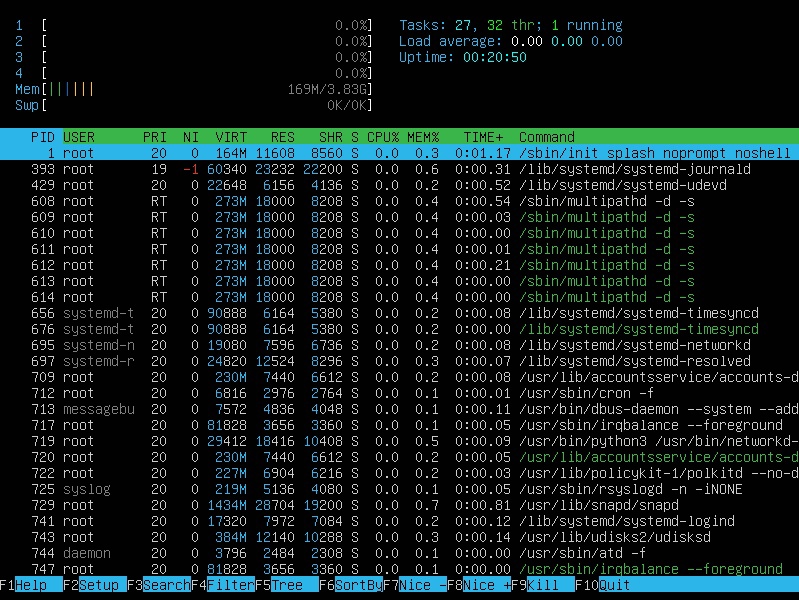 1 [ 0.0%] Tasks: 27, 32 thr; 1 running
2 [ 0.0%] Load average: 0.00 0.00 0.00
3 [ 0.0%] Uptime: 00:20:50
4 [ 0.0%]
Mem[|||||| 169M/3.83G]
Swp[ 0K/0K]
PID USER PRI NI VIRT RES SHR S CPU% MEM% TIME+ Command
1 root 20 0 164M 11608 8560 S 0.0 0.3 0:01.17 /sbin/init splash noprompt noshell
393 root 19 -1 60340 23232 22200 S 0.0 0.6 0:00.31 /lib/systemd/systemd-journald
429 root 20 0 22648 6156 4136 S 0.0 0.2 0:00.52 /lib/systemd/systemd-udevd
608 root RT 0 273M 18000 8208 S 0.0 0.4 0:00.54 /sbin/multipathd -d -s
609 root RT 0 273M 18000 8208 S 0.0 0.4 0:00.03 /sbin/multipathd -d -s
610 root RT 0 273M 18000 8208 S 0.0 0.4 0:00.00 /sbin/multipathd -d -s
611 root RT 0 273M 18000 8208 S 0.0 0.4 0:00.01 /sbin/multipathd -d -s
612 root RT 0 273M 18000 8208 S 0.0 0.4 0:00.21 /sbin/multipathd -d -s
613 root RT 0 273M 18000 8208 S 0.0 0.4 0:00.00 /sbin/multipathd -d -s
614 root RT 0 273M 18000 8208 S 0.0 0.4 0:00.00 /sbin/multipathd -d -s
656 systemd-t 20 0 90888 6164 5380 S 0.0 0.2 0:00.08 /lib/systemd/systemd-timesyncd
676 systemd-t 20 0 90888 6164 5380 S 0.0 0.2 0:00.00 /lib/systemd/systemd-timesyncd
695 systemd-n 20 0 19080 7596 6736 S 0.0 0.2 0:00.08 /lib/systemd/systemd-networkd
697 systemd-r 20 0 24820 12524 8296 S 0.0 0.3 0:00.07 /lib/systemd/systemd-resolved
709 root 20 0 230M 7440 6612 S 0.0 0.2 0:00.08 /usr/lib/accountsservice/accounts-d
712 root 20 0 6816 2976 2764 S 0.0 0.1 0:00.01 /usr/sbin/cron -f
713 messagebu 20 0 7572 4836 4048 S 0.0 0.1 0:00.11 /usr/bin/dbus-daemon --system --add
717 root 20 0 81828 3656 3360 S 0.0 0.1 0:00.05 /usr/sbin/irqbalance --foreground
719 root 20 0 29412 18416 10408 S 0.0 0.5 0:00.09 /usr/bin/python3 /usr/bin/networkd-
720 root 20 0 230M 7440 6612 S 0.0 0.2 0:00.05 /usr/lib/accountsservice/accounts-d
722 root 20 0 227M 6904 6216 S 0.0 0.2 0:00.03 /usr/lib/policykit-1/polkitd --no-d
725 syslog 20 0 219M 5136 4080 S 0.0 0.1 0:00.05 /usr/sbin/rsyslogd -n -iNONE
729 root 20 0 1434M 28704 19200 S 0.0 0.7 0:00.81 /usr/lib/snapd/snapd
741 root 20 0 17320 7972 7084 S 0.0 0.2 0:00.12 /lib/systemd/systemd-logind
743 root 20 0 384M 12140 10288 S 0.0 0.3 0:00.14 /usr/lib/udisks2/udisksd
744 daemon 20 0 3796 2484 2308 S 0.0 0.1 0:00.00 /usr/sbin/atd -f
747 root 20 0 81828 3656 3360 S 0.0 0.1 0:00.00 /usr/sbin/irqbalance --foreground
F1Help F2Setup F3SearchF4FilterF5Tree F6SortByF7Nice -F8Nice +F9Kill F10Quit